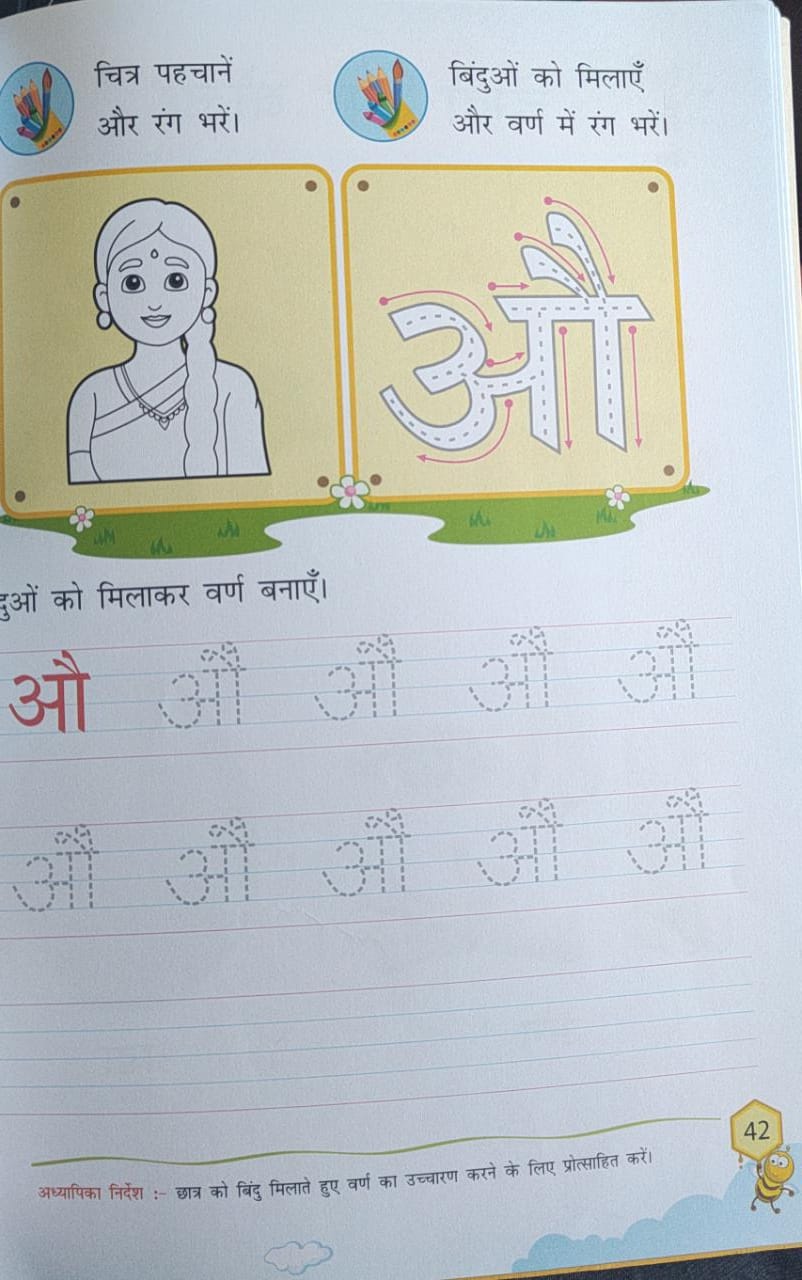 चित्र पहचानें
और रंग भरें।
बिंदुओं को मिलाएँ
और वर्ण में रंग भरें।
औ
को मिलाकर वर्ण बनाएँ।
औ औ औ औ औ
औ औ औ औ औ
42
अध्यापिका निर्देश :- छात्र को बिंदु मिलाते हुए वर्ण का उच्चारण करने के लिए प्रोत्साहित करें।